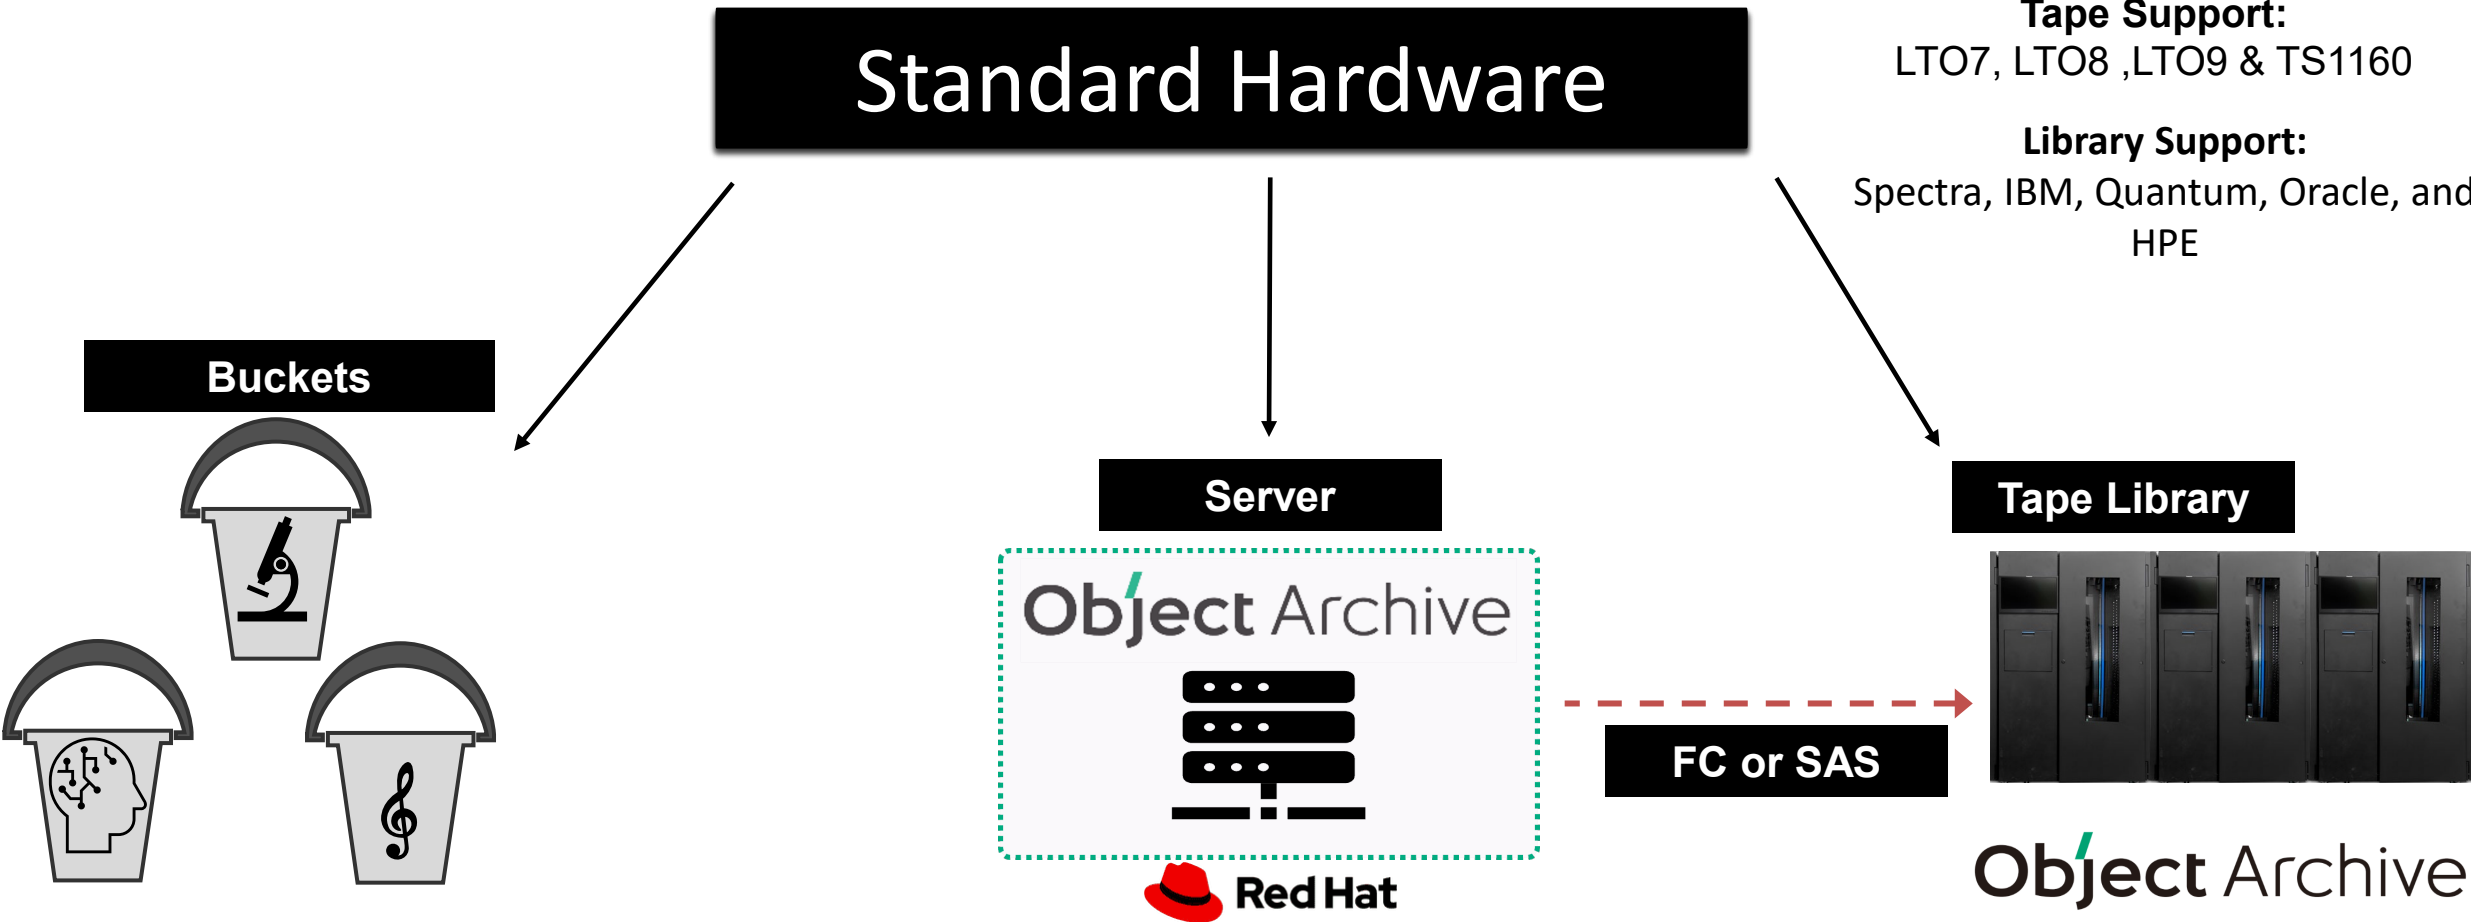 Tape Support:
LTO7, LTO8 ,LTO9 & TS1160
Standard Hardware
Library Support:
Spectra, IBM, Quantum, Oracle, and
HPE
Buckets
Server
Tape Library
Object Archive
FC or SAS
Object Archive
Red Hat